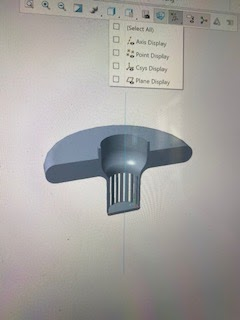 (Select All)
Axis Display
Point Display
Csys Display
Plane Display